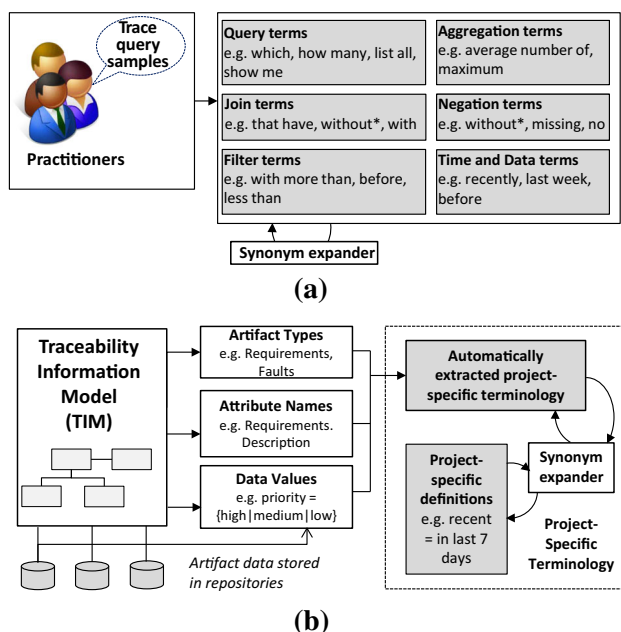 Trace
query
samples
Practitioners
Query terms
e.g. which, how many, list all,
show me
Aggregation terms
e.g. average number of,
maximum
Join terms
e.g. that have, without*, with
Negation terms
e.g. without*, missing, no
Filter terms
e.g. with more than, before,
less than
Time and Data terms
e.g. recently, last week,
before
Synonym expander
(a)
Traceability
Information
Model
(TIM)
Artifact Types
e.g. Requirements,
Faults
Attribute Names
e.g. Requirements.
Description
Data Values
e.g. priority =
{high|medium|low}
Artifact data stored
in repositories
Automatically
extracted project-
specific terminology
Project-
specific
definitions
e.g. recent
= in last 7
days
Synonym
expander
Project-
Specific
Terminology
(b)